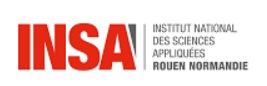 INSA
INSTITUT NATIONAL
DES SCIENCES
APPLIQUÉES
ROUEN NORMANDIE